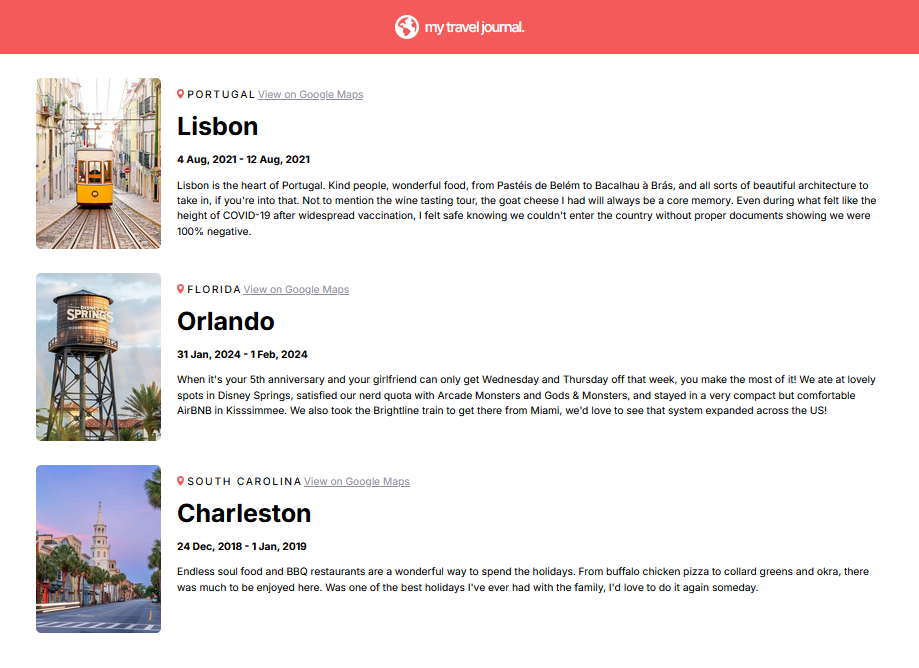 my travel journal.
PORTUGAL View on Google Maps
Lisbon
4 Aug, 2021 - 12 Aug, 2021
Lisbon is the heart of Portugal. Kind people, wonderful food, from Pastéis de Belém to Bacalhau à Brás, and all sorts of beautiful architecture to
take in, if you're into that. Not to mention the wine tasting tour, the goat cheese I had will always be a core memory. Even during what felt like the
height of COVID-19 after widespread vaccination, I felt safe knowing we couldn't enter the country without proper documents showing we were
100% negative.
DISNEY
SPRINGS
FLORIDA View on Google Maps
Orlando
31 Jan, 2024 - 1 Feb, 2024
When it's your 5th anniversary and your girlfriend can only get Wednesday and Thursday off that week, you make the most of it! We ate at lovely
spots in Disney Springs, satisfied our nerd quota with Arcade Monsters and Gods & Monsters, and stayed in a very compact but comfortable
AirBNB in Kisssimmee. We also took the Brightline train to get there from Miami, we'd love to see that system expanded across the US!
SOUTH CAROLINA View on Google Maps
Charleston
24 Dec, 2018 - 1 Jan, 2019
Endless soul food and BBQ restaurants are a wonderful way to spend the holidays. From buffalo chicken pizza to collard greens and okra, there
was much to be enjoyed here. Was one of the best holidays I've ever had with the family, I'd love to do it again someday.